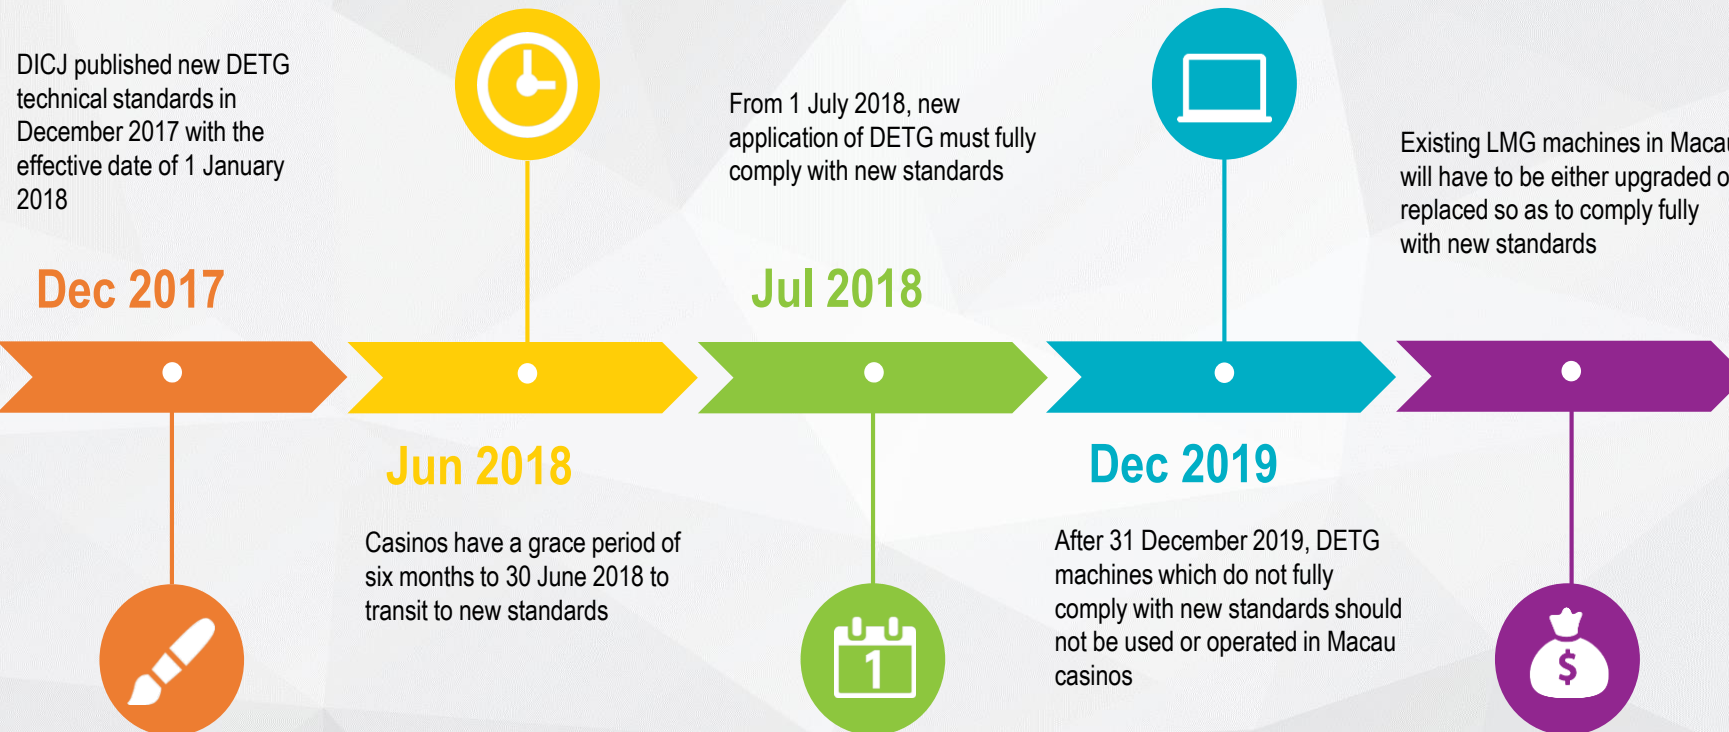 DICJ published new DETG
technical standards in
December 2017 with the
effective date of 1 January
2018
Dec 2017
Jun 2018
Casinos have a grace period of
six months to 30 June 2018 to
transit to new standards
From 1 July 2018, new
application of DETG must fully
comply with new standards
Jul 2018
1
Dec 2019
After 31 December 2019, DETG
machines which do not fully
comply with new standards should
not be used or operated in Macau
casinos
Existing LMG machines in Macau
will have to be either upgraded o
replaced so as to comply fully
with new standards
$